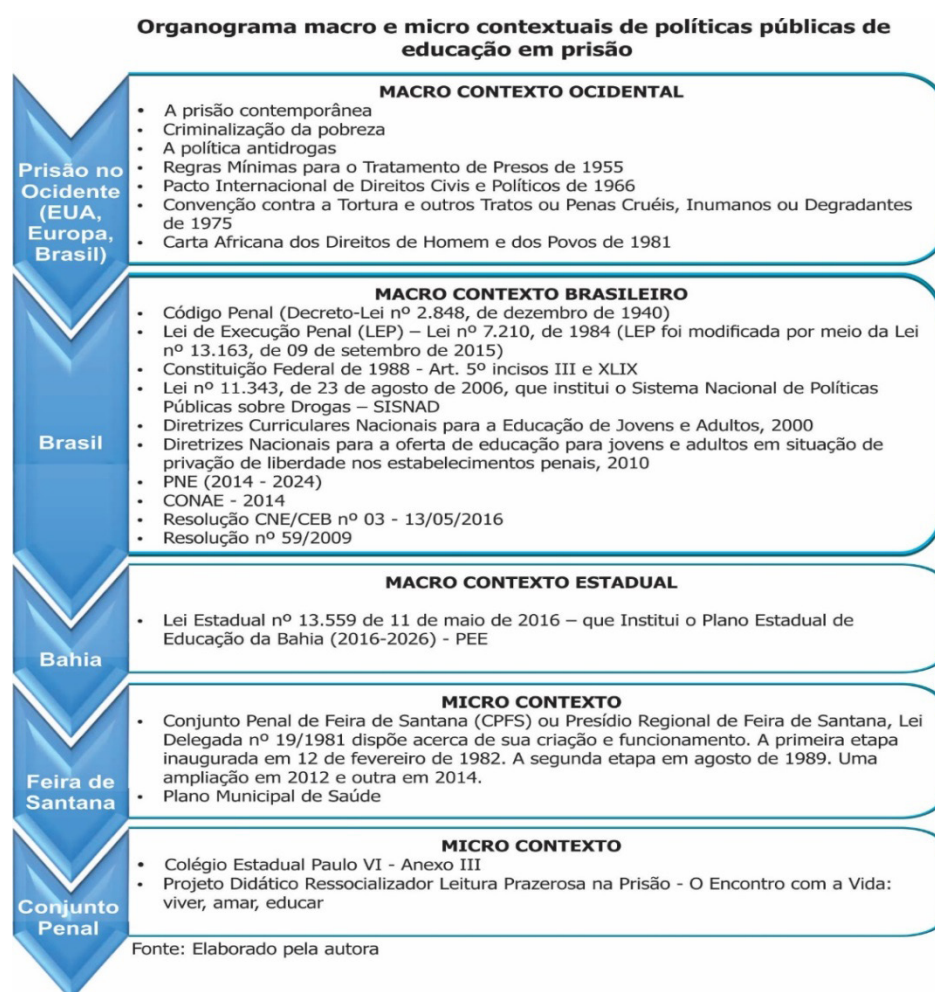 Organograma macro e micro contextuais de políticas públicas de
educação em prisão
Prisão no
Ocidente
(EUA,
Europa,
Brasil)
MACRO CONTEXTO OCIDENTAL
• A prisão contemporânea
• Criminalização da pobreza
• A política antidrogas
• Regras Mínimas para o Tratamento de Presos de 1955
• Pacto Internacional de Direitos Civis e Políticos de 1966
• Convenção contra a Tortura e outros Tratos ou Penas Cruéis, Inumanos ou Degradantes
de 1975
• Carta Africana dos Direitos de Homem e dos Povos de 1981
Brasil
MACRO CONTEXTO BRASILEIRO
• Código Penal (Decreto-Lei nº 2.848, de dezembro de 1940)
• Lei de Execução Penal (LEP) – Lei nº 7.210, de 1984 (LEP foi modificada por meio da Lei
nº 13.163, de 09 de setembro de 2015)
• Constituição Federal de 1988 - Art. 5º incisos III e XLIX
• Lei nº 11.343, de 23 de agosto de 2006, que institui o Sistema Nacional de Políticas
Públicas sobre Drogas – SISNAD
• Diretrizes Curriculares Nacionais para a Educação de Jovens e Adultos, 2000
• Diretrizes Nacionais para a oferta de educação para jovens e adultos em situação de
privação de liberdade nos estabelecimentos penais, 2010
• PNE (2014 - 2024)
• CONAE - 2014
• Resolução CNE/CEB nº 03 - 13/05/2016
• Resolução nº 59/2009
Bahia
MACRO CONTEXTO ESTADUAL
• Lei Estadual nº 13.559 de 11 de maio de 2016 – que Institui o Plano Estadual de
Educação da Bahia (2016-2026) - PEE
Feira de
Santana
MICRO CONTEXTO
• Conjunto Penal de Feira de Santana (CPFS) ou Presídio Regional de Feira de Santana, Lei
Delegada nº 19/1981 dispõe acerca de sua criação e funcionamento. A primeira etapa
inaugurada em 12 de fevereiro de 1982. A segunda etapa em agosto de 1989. Uma
ampliação em 2012 e outra em 2014.
• Plano Municipal de Saúde
Conjunto
Penal
MICRO CONTEXTO
• Colégio Estadual Paulo VI - Anexo III
• Projeto Didático Ressocializador Leitura Prazerosa na Prisão - O Encontro com a Vida:
viver, amar, educar
Fonte: Elaborado pela autora